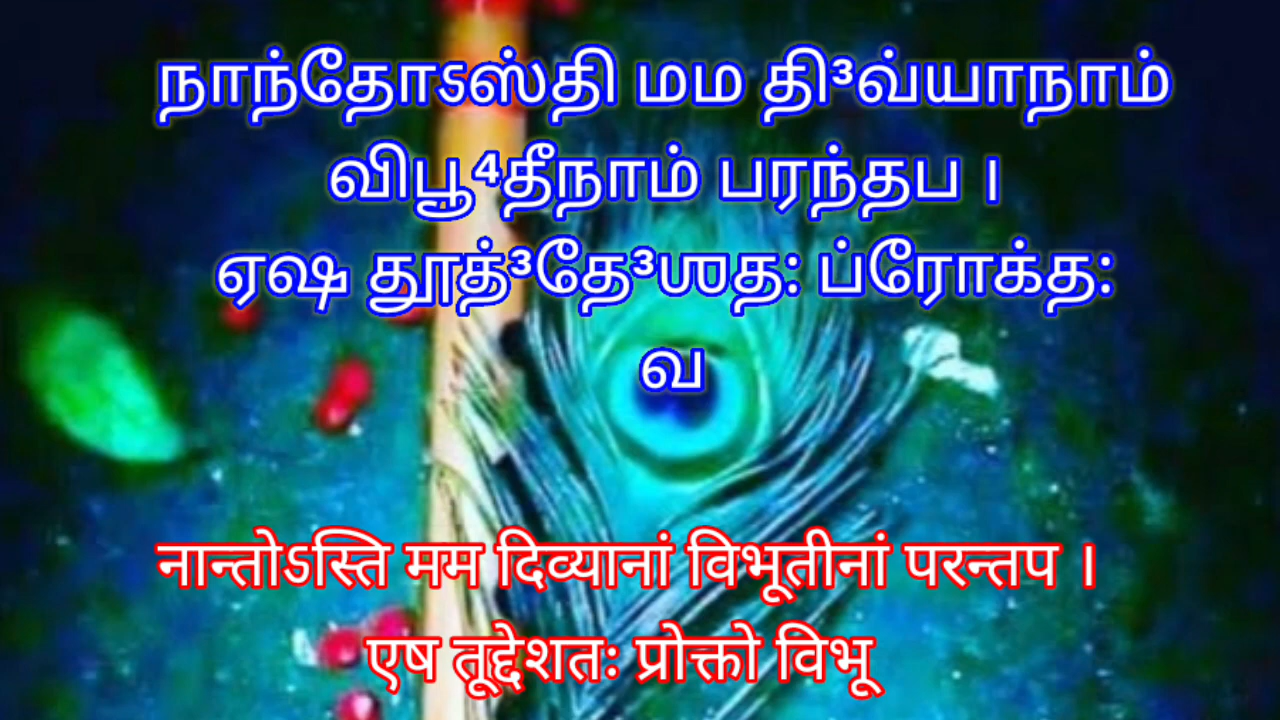 நாந்தோऽஸ்தி மம தி³வ்யாநாம்
விபூ⁴தீநாம் பரந்தப ।
ஏஷ தூத்³தே³ஶத: ப்ரோக்த:
வ
नान्तोऽस्ति मम दिव्यानां विभूतीनां परन्तप ।
एष तूद्देशतः प्रोक्तो विभू